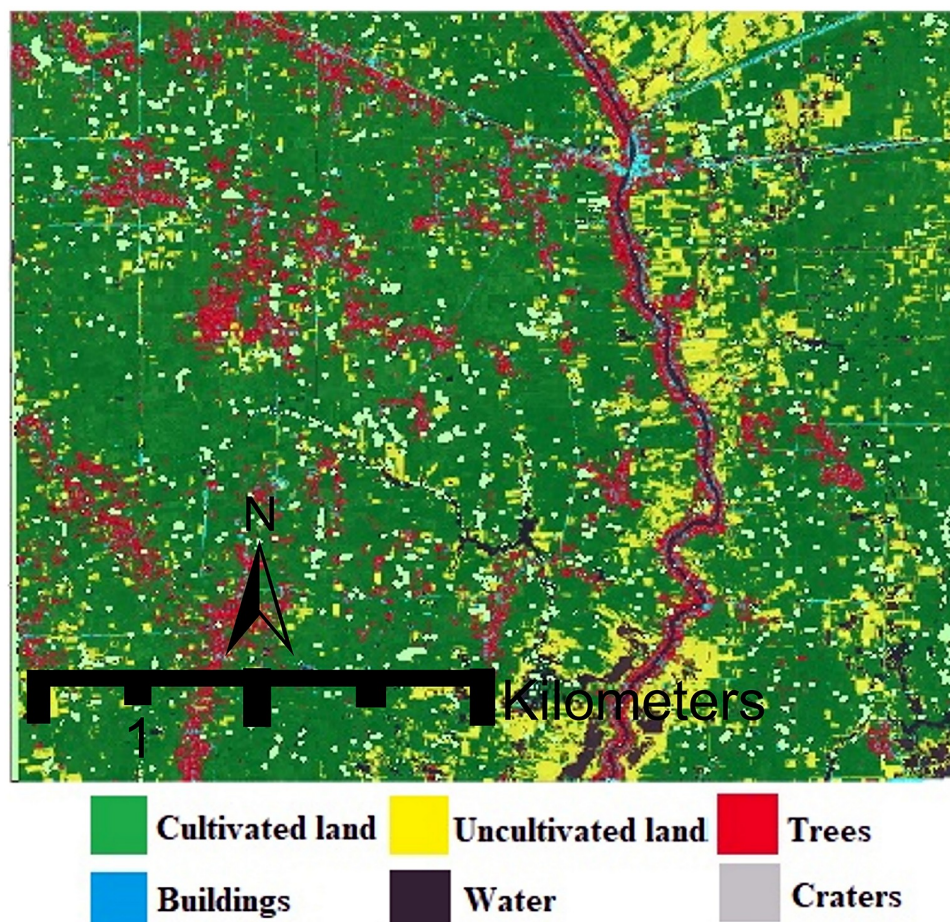 N
Kilometers
1
Cultivated land Uncultivated land Trees
Buildings Water Craters